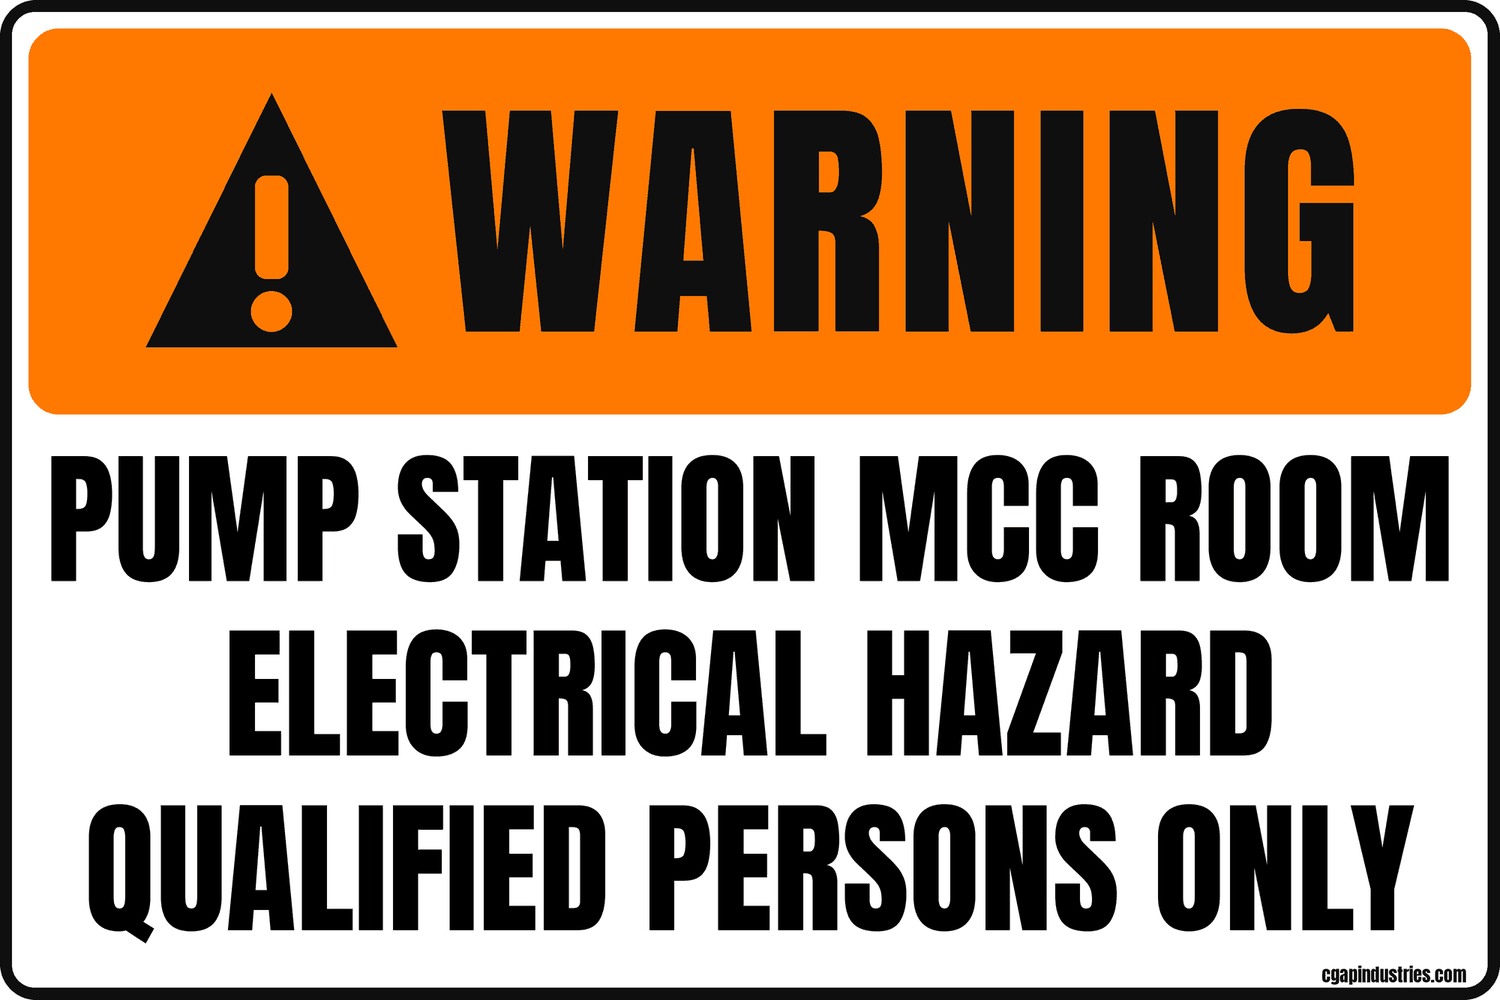 WARNING
PUMP STATION MCC ROOM
ELECTRICAL HAZARD
QUALIFIED PERSONS ONLY
cgapindustries.com